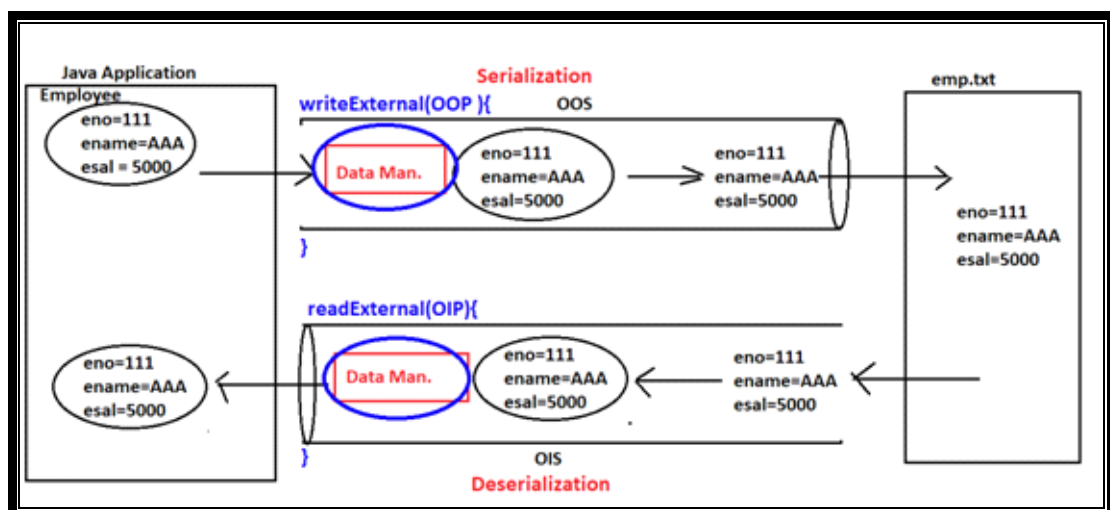 Java Application
Employee
eno=111
ename=AAA
esal = 5000
Serialization
writeExternal(OOP ){
OOS
Data Man.
eno=111
ename=AAA
esal=5000
eno=111
ename=AAA
esal=5000
}
emp.txt
eno=111
ename=AAA
esal=5000
readExternal(OIP){
eno=111
ename=AAA
esal=5000
Data Man.
eno=111
ename=AAA
esal=5000
eno=111
ename=AAA
esal=5000
}
OIS
Deserialization